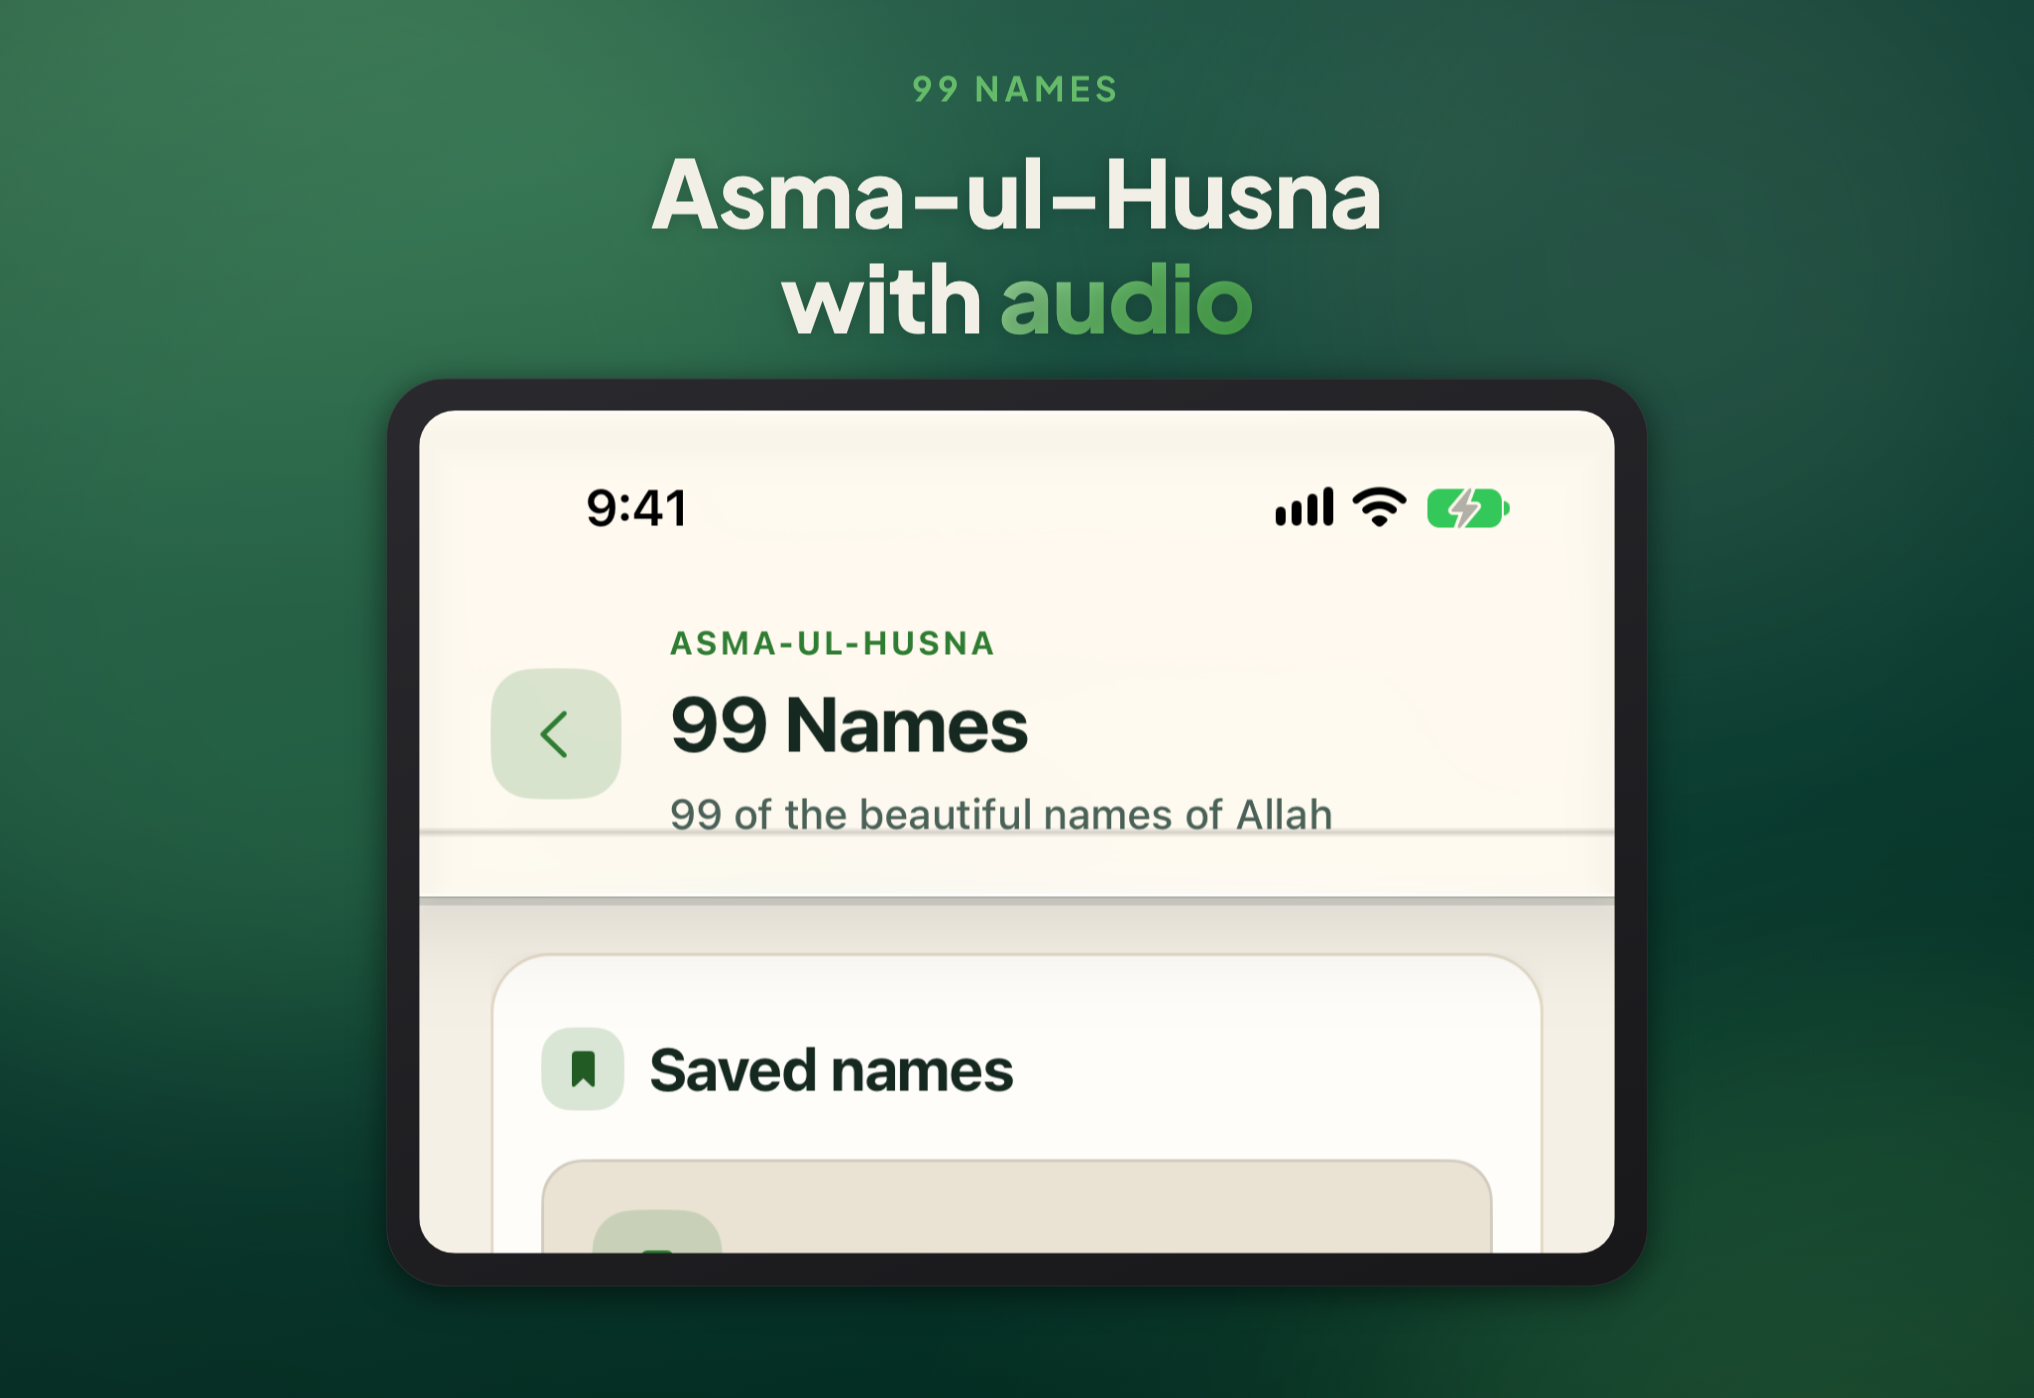 99 NAMES
Asma-ul-Husna
with audio
9:41
ASMA-UL-HUSNA
99 Names
99 of the beautiful names of Allah
Saved names